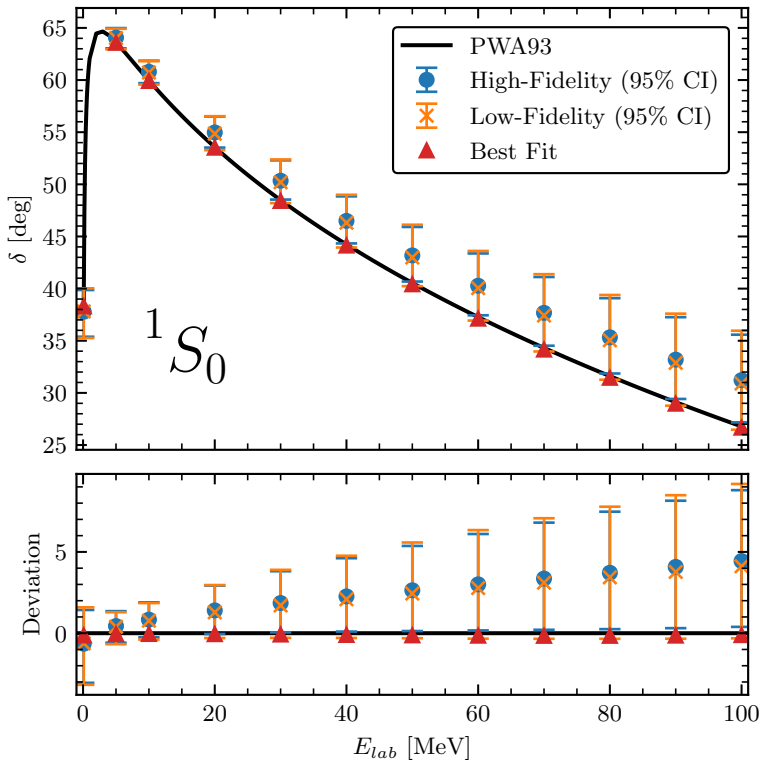 65
60
55
50
45
40
35
30
25
δ [deg]
PWA93
High-Fidelity (95% CI)
Low-Fidelity (95% CI)
Best Fit
¹S₀
5
0
Deviation
0 20 40 60 80 100
E_lab [MeV]